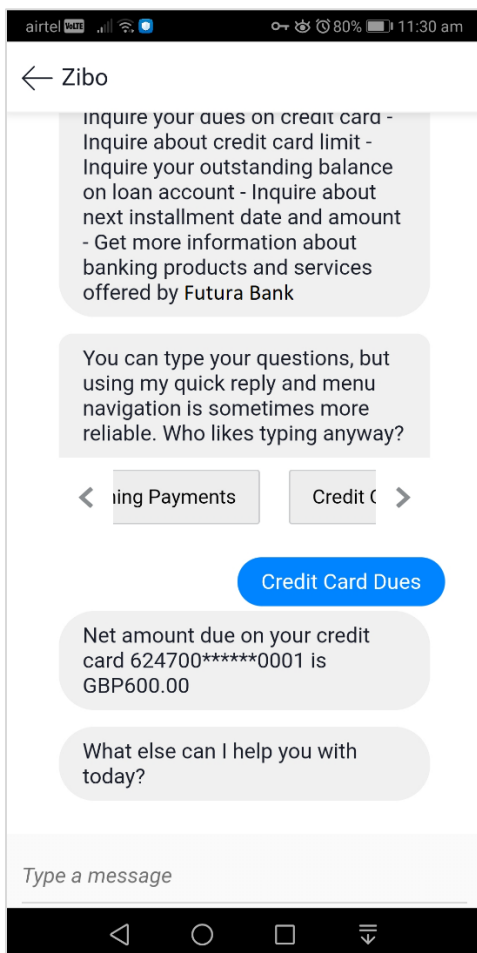 airtel VoLTE 80% 11:30 am
Zibo
Inquire your dues on credit card -
Inquire about credit card limit -
Inquire your outstanding balance
on loan account - Inquire about
next installment date and amount
- Get more information about
banking products and services
offered by Futura Bank
You can type your questions, but
using my quick reply and menu
navigation is sometimes more
reliable. Who likes typing anyway?
ning Payments Credit C
Credit Card Dues
Net amount due on your credit
card 624700******0001 is
GBP600.00
What else can I help you with
today?
Type a message